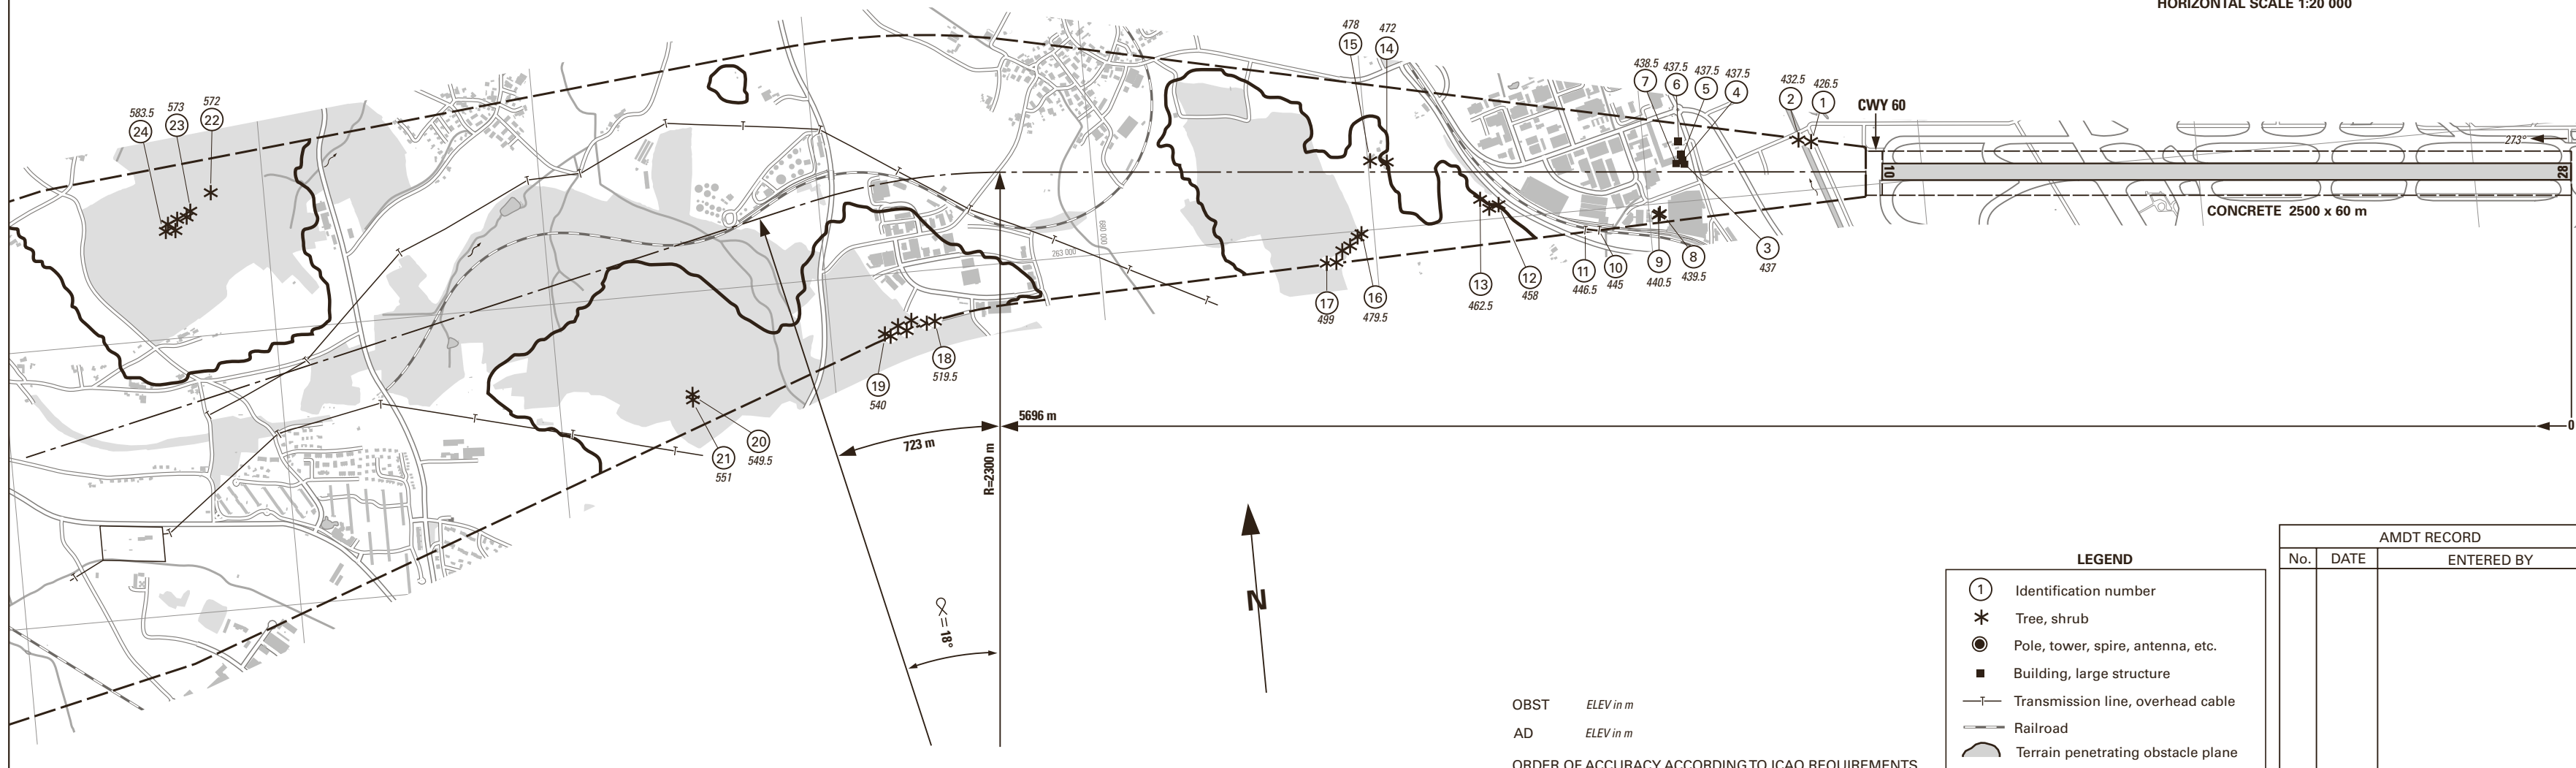 HORIZONTAL SCALE 1:20 000
478
15
472
14
438.5
7
437.5
6
437.5
5
437.5
4
432.5
2
426.5
1
CWY 60
583.5
24
573
23
572
22
273°
10
28
CONCRETE 2500 x 60 m
680 000
263 000
3
437
8
439.5
9
440.5
10
445
11
446.5
12
458
13
462.5
16
479.5
17
499
18
519.5
19
540
20
549.5
21
551
5696 m
0
723 m
R=2300 m
∝ = 18°
N
OBST ELEV in m
AD ELEV in m
ORDER OF ACCURACY ACCORDING TO ICAO REQUIREMENTS
LEGEND
1 Identification number
Tree, shrub
Pole, tower, spire, antenna, etc.
Building, large structure
Transmission line, overhead cable
Railroad
Terrain penetrating obstacle plane
AMDT RECORD
No. DATE ENTERED BY